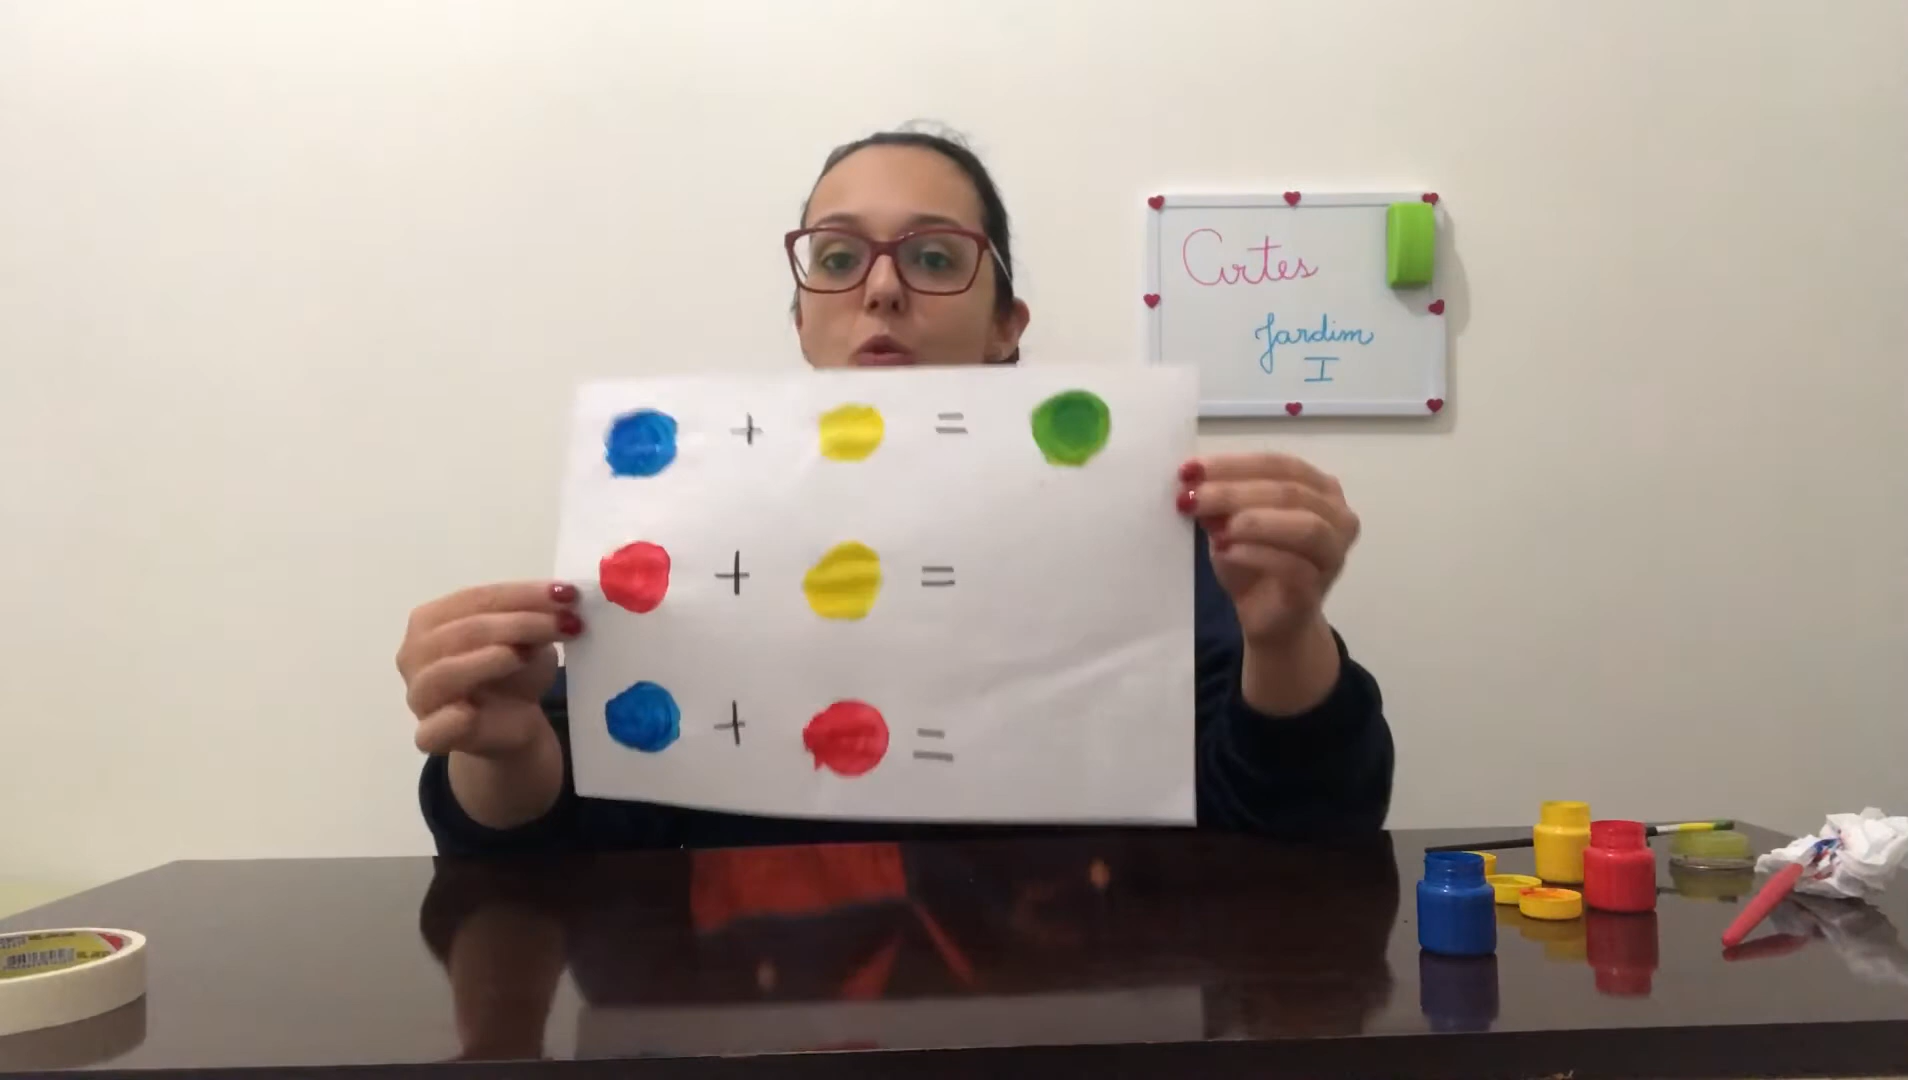 Artes
Jardim
I
+ =
+ =
+ =